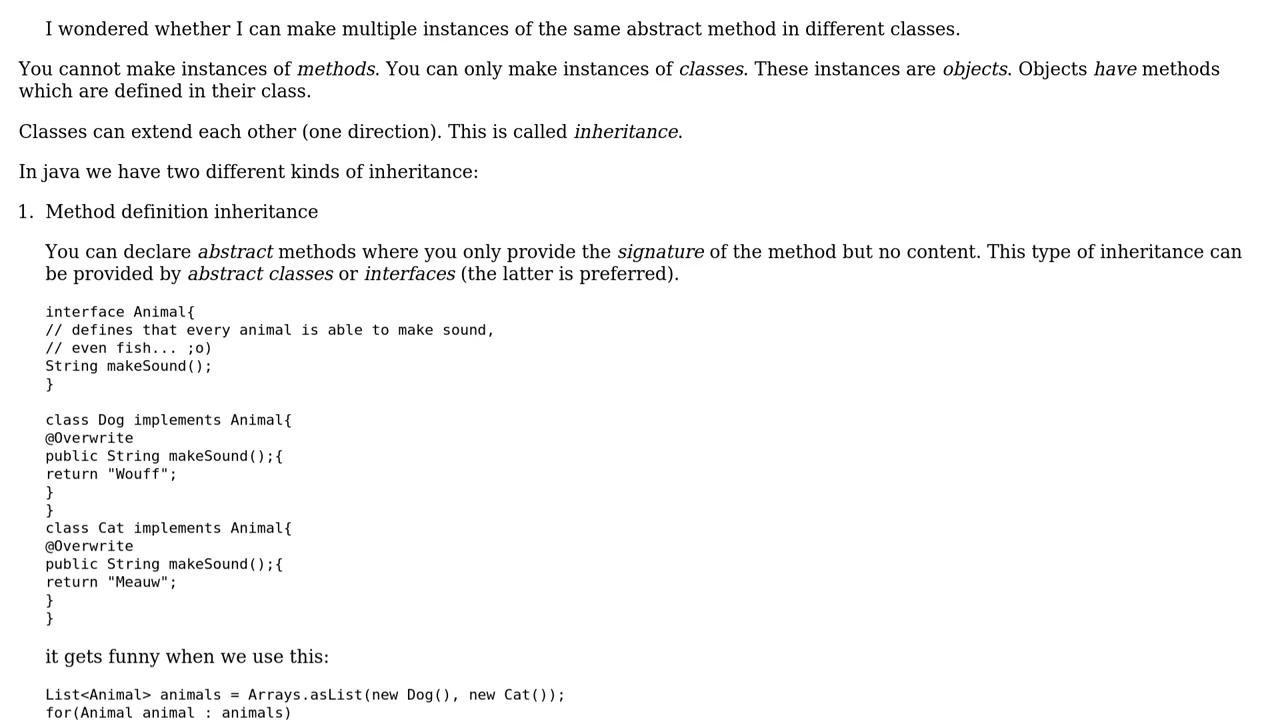 I wondered whether I can make multiple instances of the same abstract method in different classes.
You cannot make instances of methods. You can only make instances of classes. These instances are objects. Objects have methods
which are defined in their class.
Classes can extend each other (one direction). This is called inheritance.
In java we have two different kinds of inheritance:
1. Method definition inheritance
You can declare abstract methods where you only provide the signature of the method but no content. This type of inheritance can
be provided by abstract classes or interfaces (the latter is preferred).
interface Animal{
// defines that every animal is able to make sound,
// even fish... ;o)
String makeSound();
}
class Dog implements Animal{
@Overwrite
public String makeSound();{
return "Wouff";
}
}
class Cat implements Animal{
@Overwrite
public String makeSound();{
return "Meauw";
}
}
it gets funny when we use this:
List<Animal> animals = Arrays.asList(new Dog(), new Cat());
for(Animal animal : animals)